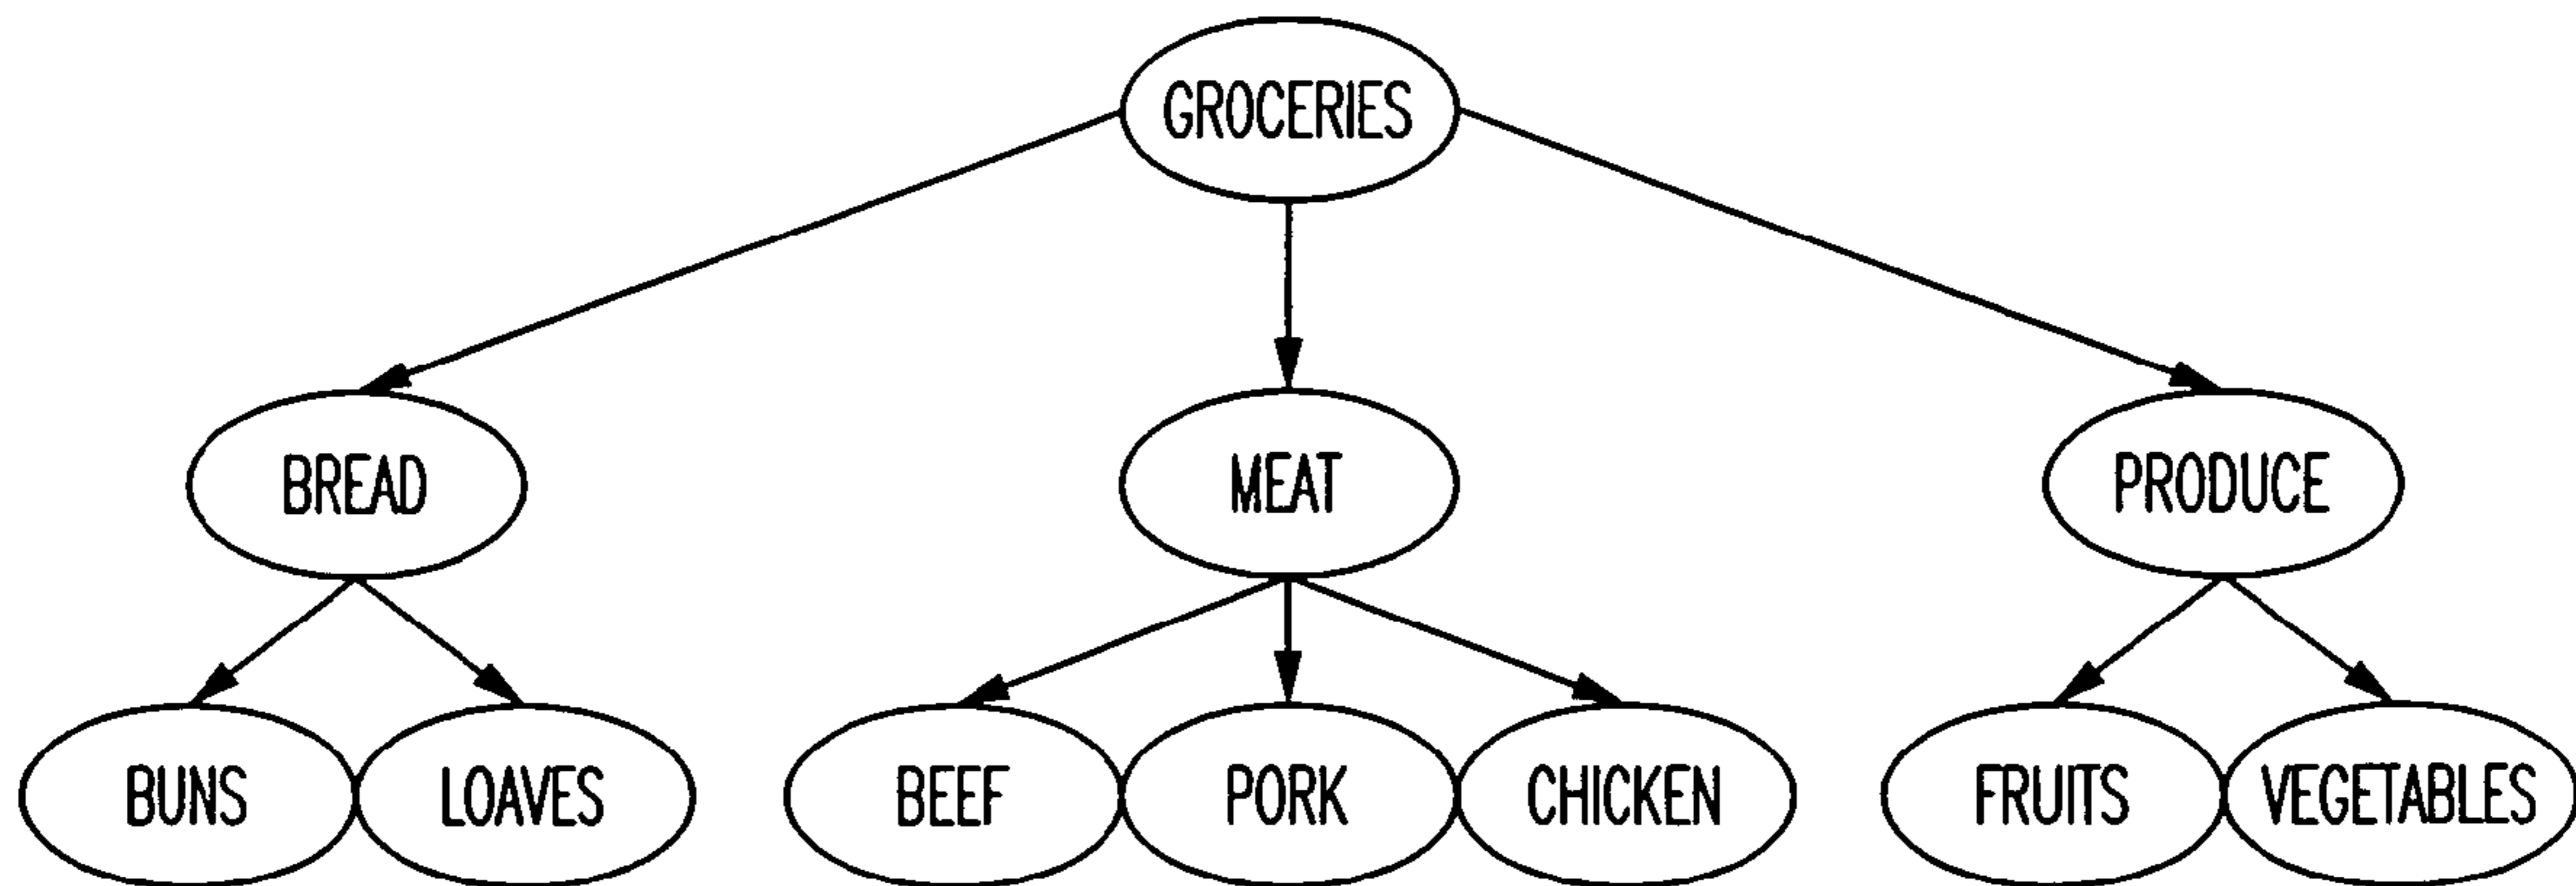 GROCERIES
BREAD
MEAT
PRODUCE
BUNS
LOAVES
BEEF
PORK
CHICKEN
FRUITS
VEGETABLES